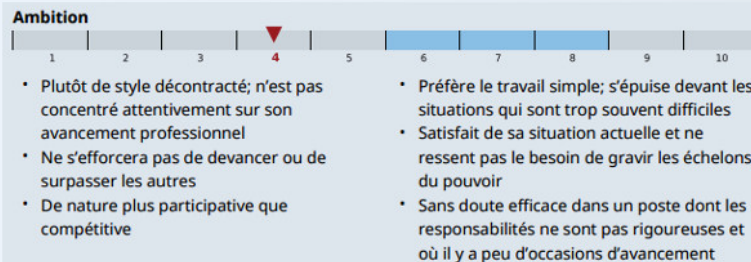 Ambition
1 2 3 4 5 6 7 8 9 10
• Plutôt de style décontracté; n'est pas
concentré attentivement sur son
avancement professionnel
• Ne s'efforcera pas de devancer ou de
surpasser les autres
• De nature plus participative que
compétitive
• Préfère le travail simple; s'épuise devant les
situations qui sont trop souvent difficiles
• Satisfait de sa situation actuelle et ne
ressent pas le besoin de gravir les échelons
du pouvoir
• Sans doute efficace dans un poste dont les
responsabilités ne sont pas rigoureuses et
où il y a peu d'occasions d'avancement